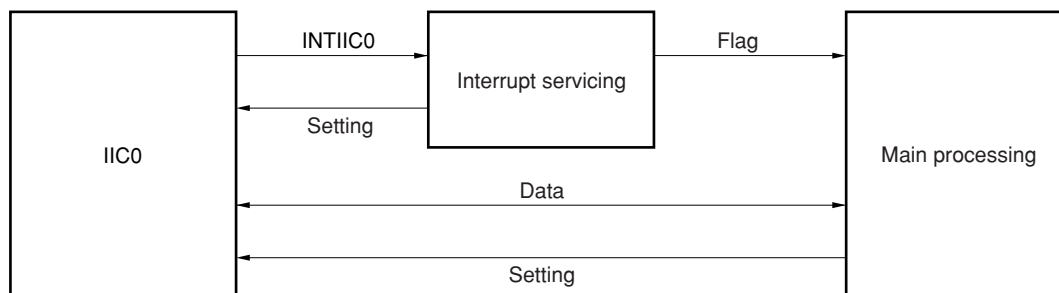 INTIIC0
Flag
Interrupt servicing
Setting
IIC0
Main processing
Data
Setting